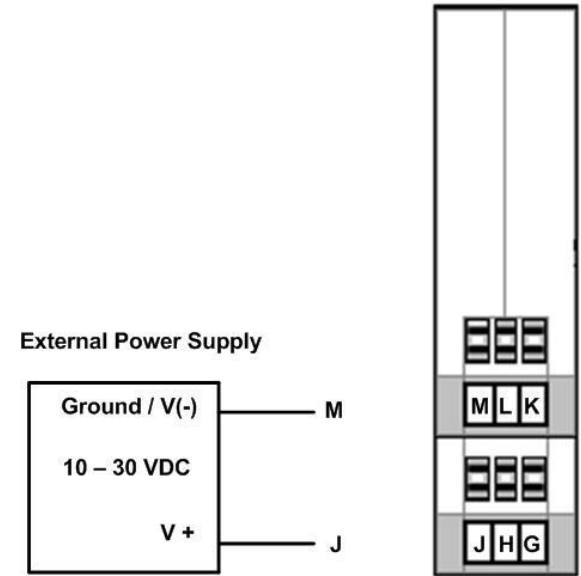 External Power Supply
Ground / V(-)
M
10 – 30 VDC
V +
J
M L K
J H G